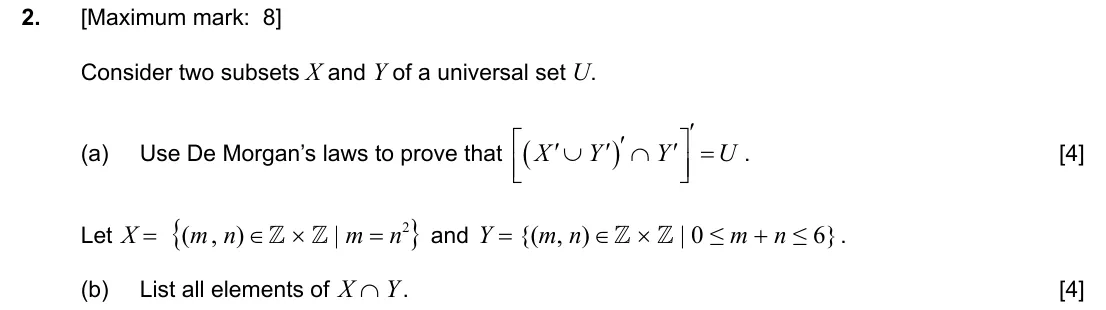 2. [Maximum mark: 8]
Consider two subsets X and Y of a universal set U.
(a) Use De Morgan's laws to prove that [(X′∪ Y′)′ ∩ Y′]′ = U . [4]
Let X = {(m, n) ∈ ℤ × ℤ | m = n²} and Y = {(m, n) ∈ ℤ × ℤ | 0 ≤ m + n ≤ 6} .
(b) List all elements of X ∩ Y. [4]